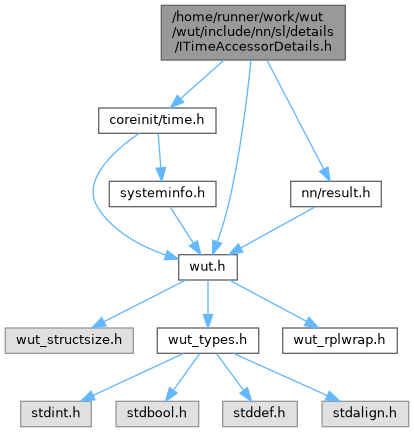 /home/runner/work/wut
/wut/include/nn/sl/details
/ITimeAccessorDetails.h
coreinit/time.h
systeminfo.h
nn/result.h
wut.h
wut_structsize.h
wut_types.h
wut_rplwrap.h
stdint.h
stdbool.h
stddef.h
stdalign.h